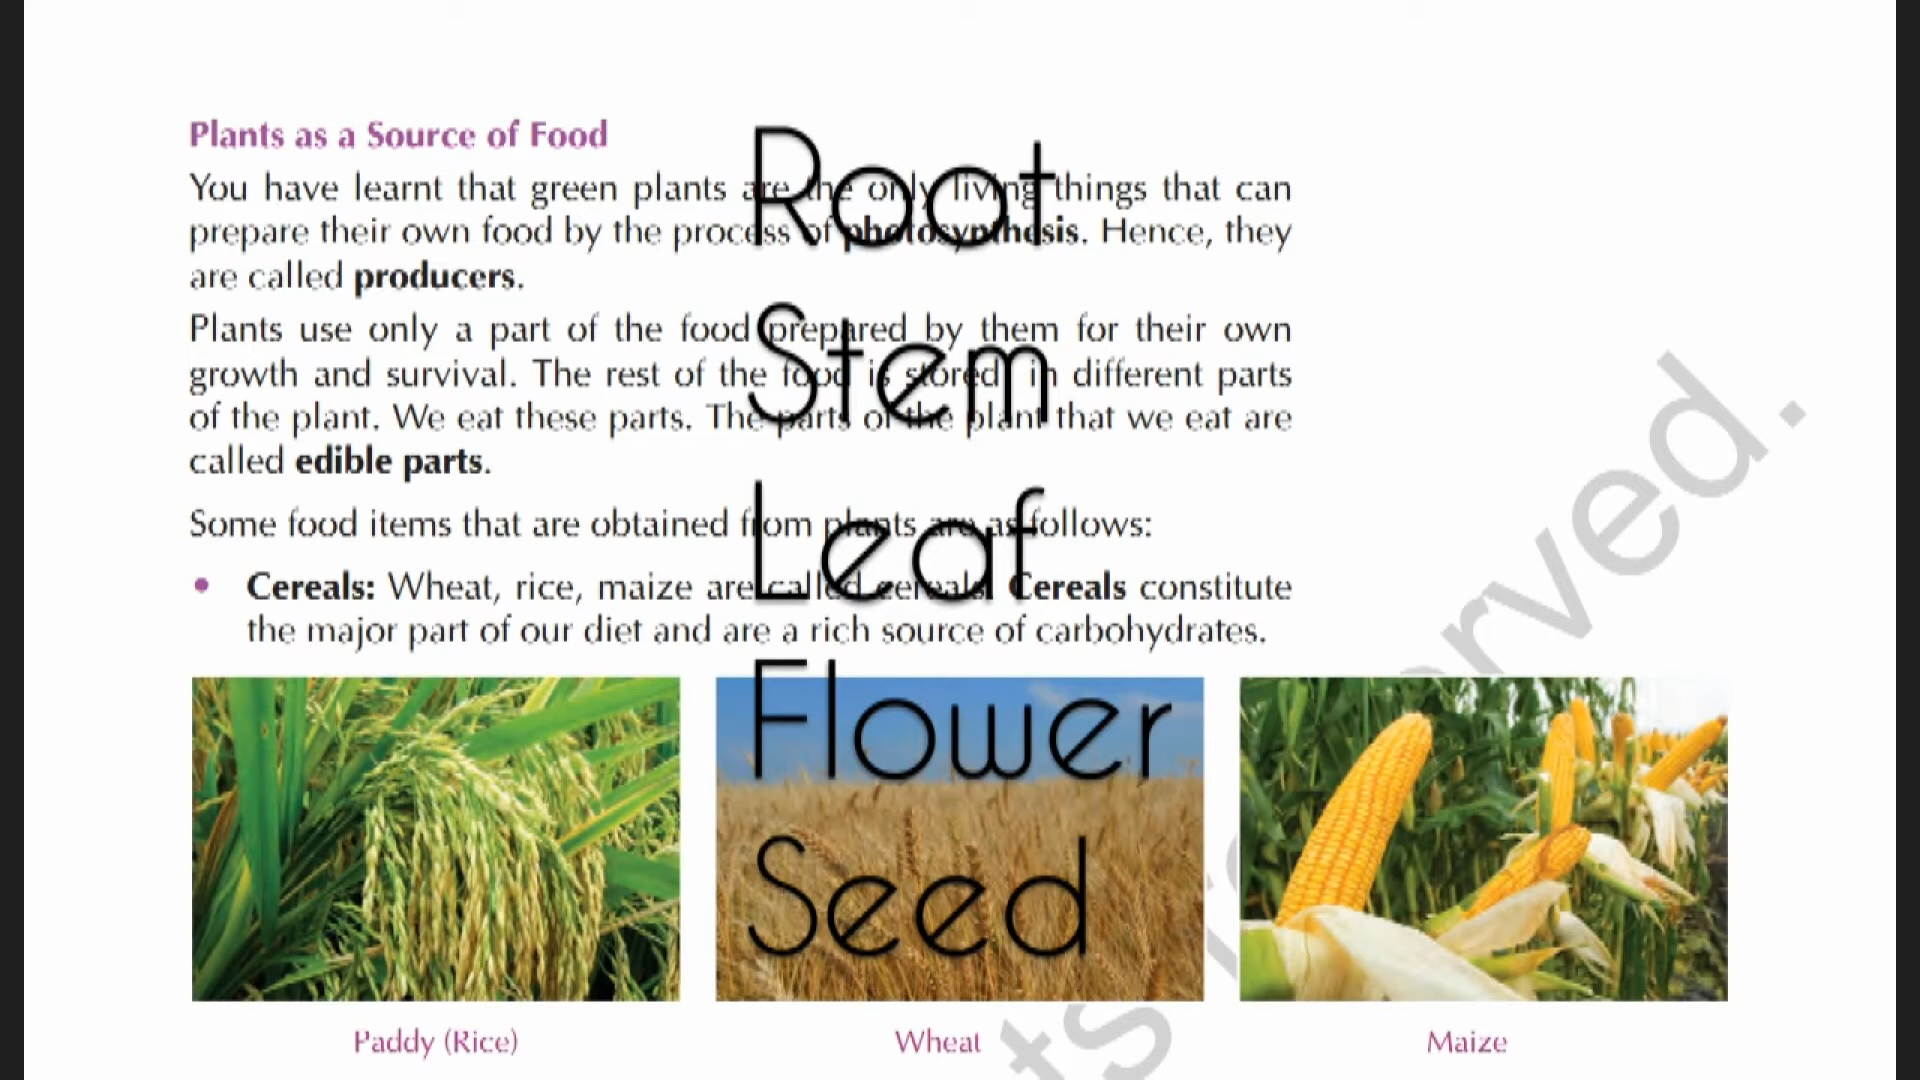 Plants as a Source of Food
You have learnt that green plants are the only living things that can
prepare their own food by the process of photosynthesis. Hence, they
are called producers.
Plants use only a part of the food prepared by them for their own
growth and survival. The rest of the food is stored in different parts
of the plant. We eat these parts. The parts of the plant that we eat are
called edible parts.
Some food items that are obtained from plants are as follows:
• Cereals: Wheat, rice, maize are called cereals. Cereals constitute
the major part of our diet and are a rich source of carbohydrates.
Root
Stem
Leaf
Flower
Seed
Paddy (Rice)
Wheat
Maize